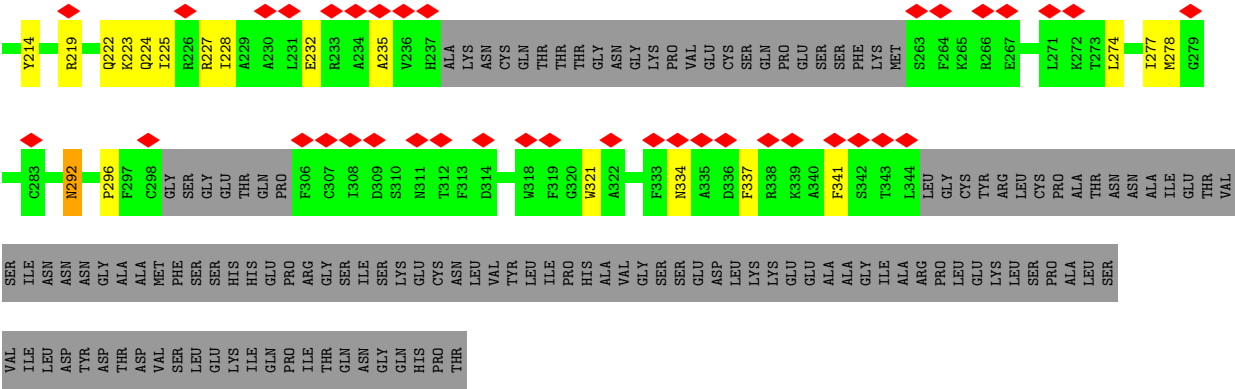 Y214 R219 Q222 K223 Q224 I225 R226 R227 I228 A229 A230 L231 E232 R233 A234 A235 V236 H237 ALA LYS ASN CYS GLN THR THR THR GLY ASN GLY LYS PRO VAL GLU CYS SER GLN PRO GLU SER SER PHE LYS MET S263 F264 K265 R266 E267 L271 K272 T273 L274 I277 M278 G279
C283 N292 P296 F297 C298 GLY SER GLY GLU THR GLN PRO F306 C307 I308 D309 S310 N311 T312 F313 D314 W318 F319 G320 W321 A322 F333 N334 A335 D336 F337 R338 K339 A340 F341 S342 T343 L344 LEU GLY CYS TYR ARG LEU CYS PRO ALA THR ASN ASN ALA ILE GLU THR VAL
SER ILE ASN ASN ASN GLY ALA ALA MET PHE SER SER HIS HIS GLU PRO ARG GLY SER ILE SER LYS GLU CYS ASN LEU VAL TYR LEU ILE PRO HIS ALA VAL GLY SER SER GLU ASP LEU LYS LYS GLU GLU ALA ALA GLY ILE ALA ARG PRO LEU GLU LYS LEU SER PRO ALA LEU SER
VAL ILE LEU ASP TYR ASP THR ASP VAL SER LEU GLU LYS ILE GLN PRO ILE THR GLN ASN GLY GLN HIS PRO THR